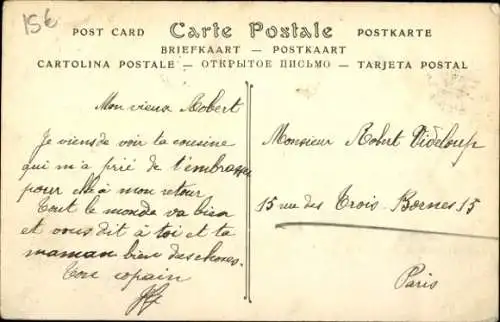 15€
POST CARD Carte Postale POSTKARTE
BRIEFKAART — POSTKAART
CARTOLINA POSTALE — ОТКРЫТОЕ ПИСЬМО — TARJETA POSTAL
Mon vieux Robert
Je viens de voir ta cousine
qui m'a prié de t'embrasser
pour elle à mon retour
Tout le monde va bien
et vous dit à toi et ta
maman bien des choses.
Ton copain
Monsieur Robert Videloup
15 rue des Trois-Bornes 15
Paris